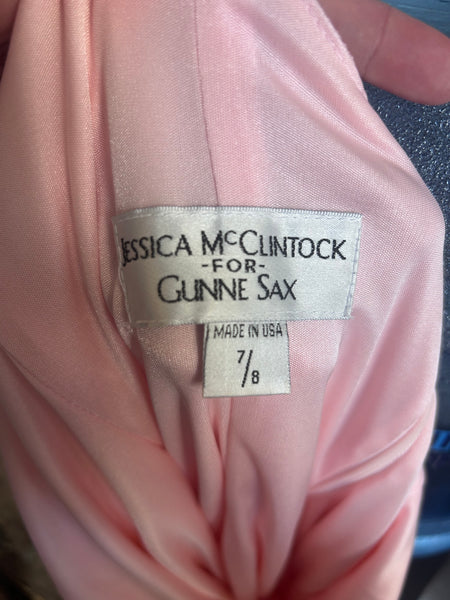 JESSICA McCLINTOCK
-FOR-
GUNNE SAX
MADE IN USA
7/8